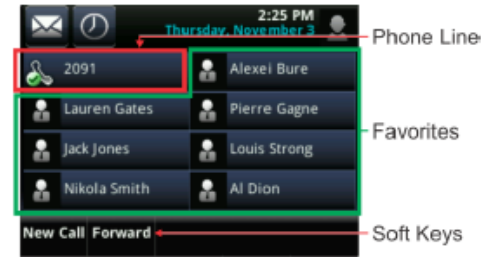 2:25 PM
Thursday, November 3
Phone Line
2091
Alexei Bure
Lauren Gates
Pierre Gagne
Favorites
Jack Jones
Louis Strong
Nikola Smith
Al Dion
New Call Forward
Soft Keys